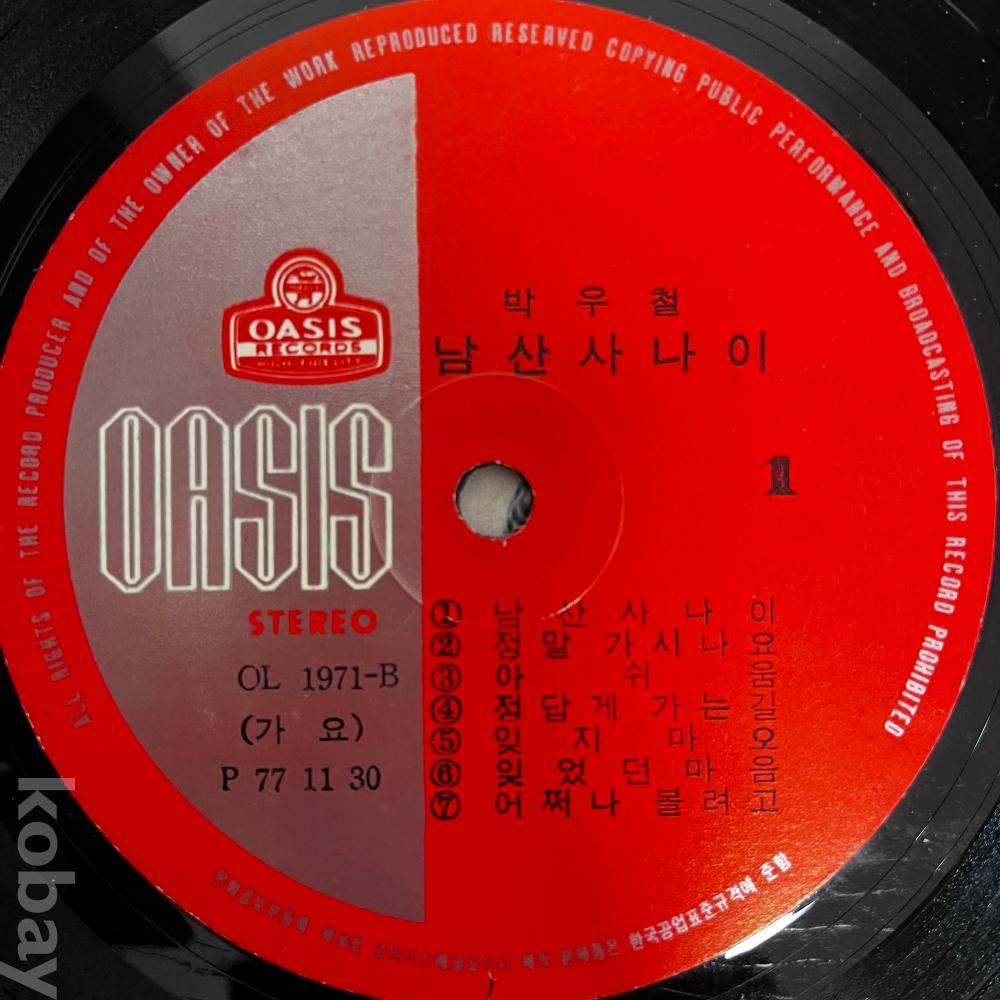 ALL RIGHTS OF THE RECORD PRODUCER AND OF THE OWNER OF THE WORK REPRODUCED RESERVED COPYING PUBLIC PERFORMANCE AND BROADCASTING OF THIS RECORD PROHIBITED
OASIS
RECORDS
HIGH FIDELITY
박우철
남산사나이
OASIS
1
STEREO
OL 1971-B
(가요)
P 77 11 30
① 남산사나이
② 정말 가시나요
③ 아쉬움
④ 정답게 가는길
⑤ 잊지마오
⑥ 잊었던마음
⑦ 어쩌나 볼려고
한국공업표준규격에 준함
kobay